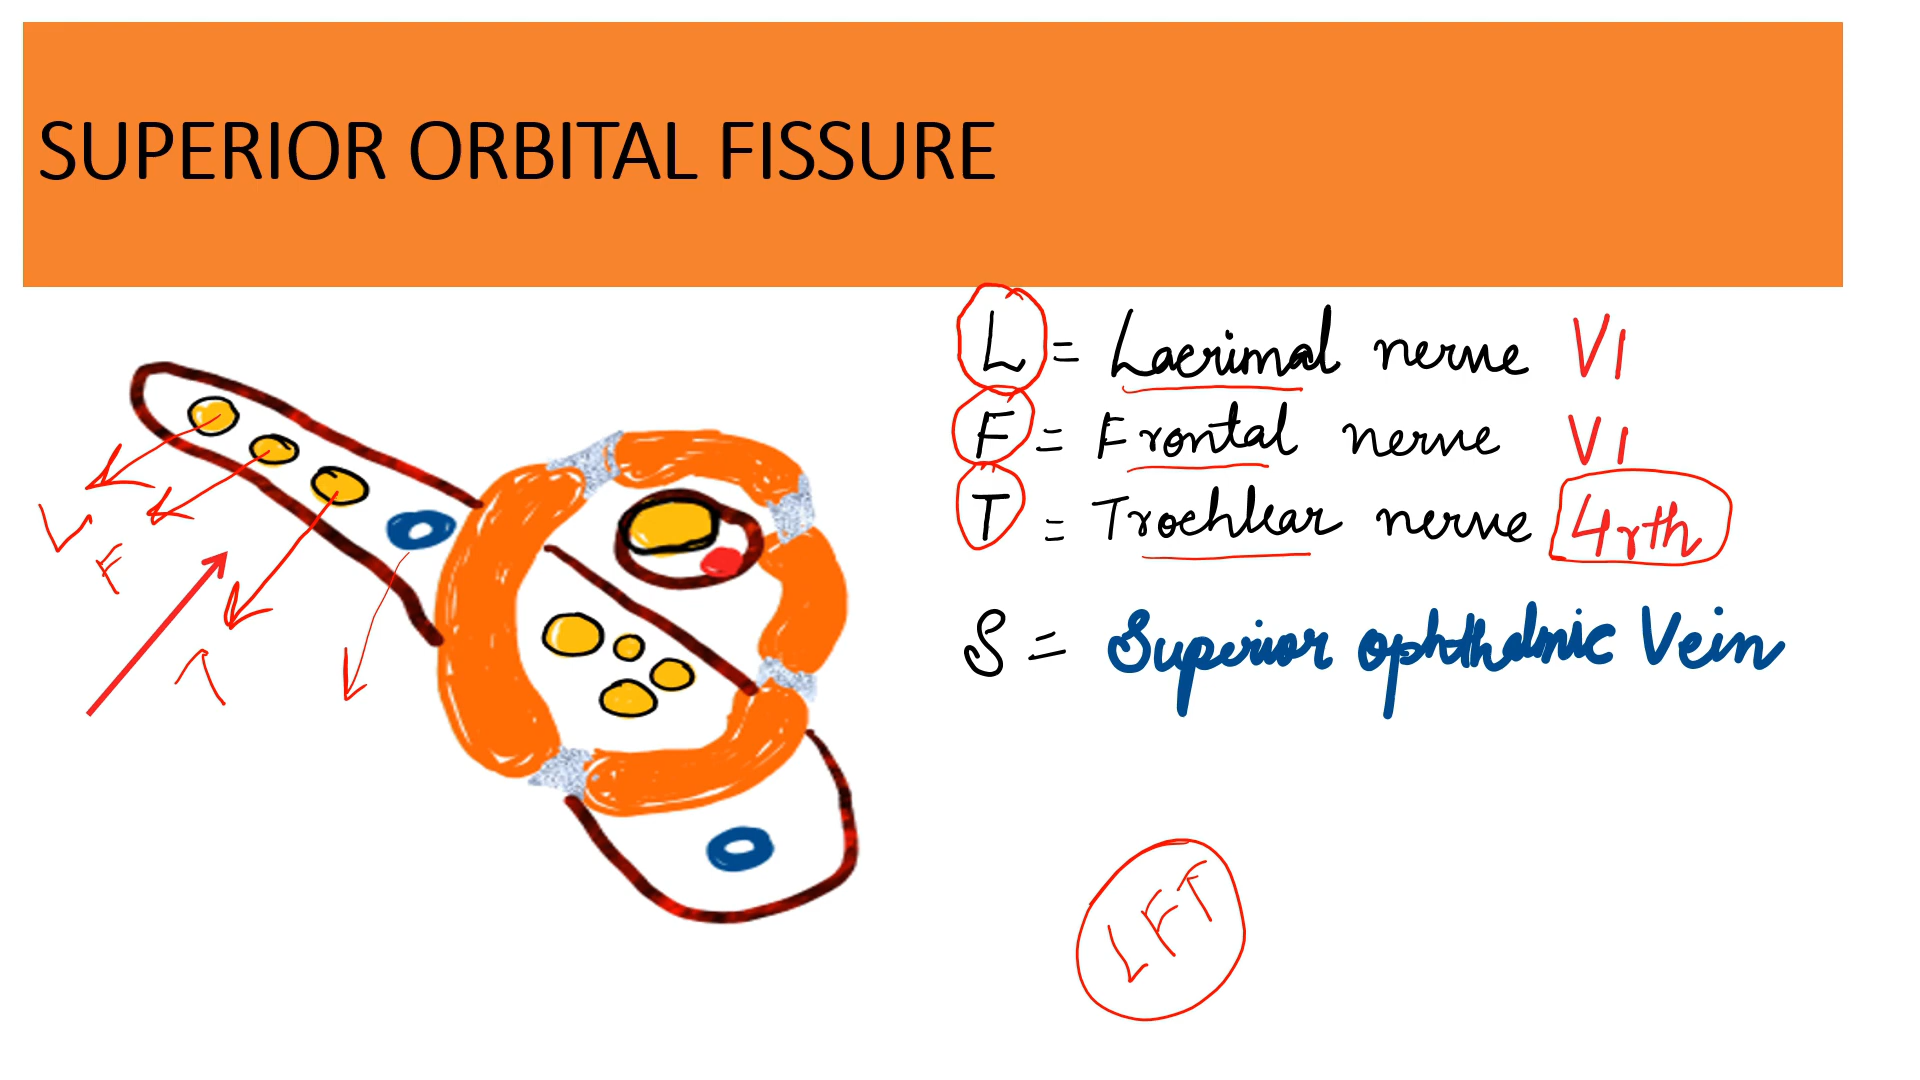 SUPERIOR ORBITAL FISSURE
L = Lacrimal nerve V1
F = Frontal nerve V1
T = Trochlear nerve 4rth
S = Superior ophthalmic Vein
L
F
T
LFT